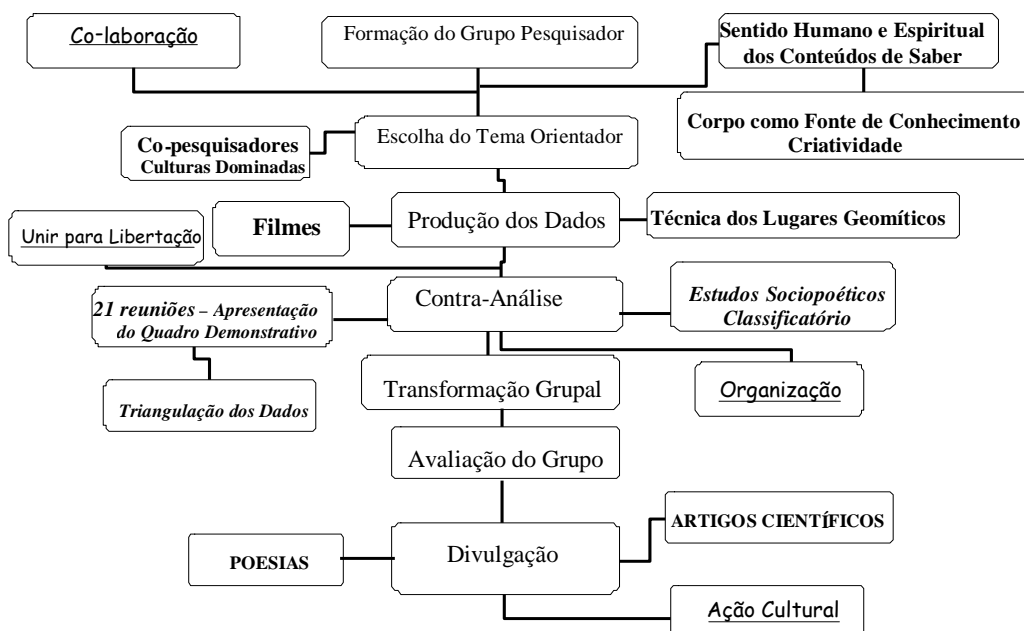 Co-laboração
Formação do Grupo Pesquisador
Sentido Humano e Espiritual
dos Conteúdos de Saber
Corpo como Fonte de Conhecimento
Criatividade
Escolha do Tema Orientador
Co-pesquisadores
Culturas Dominadas
Filmes
Produção dos Dados
Técnica dos Lugares Geomíticos
Unir para Libertação
Contra-Análise
Estudos Sociopoéticos
Classificatório
21 reuniões – Apresentação
do Quadro Demonstrativo
Triangulação dos Dados
Transformação Grupal
Organização
Avaliação do Grupo
ARTIGOS CIENTÍFICOS
Divulgação
POESIAS
Ação Cultural